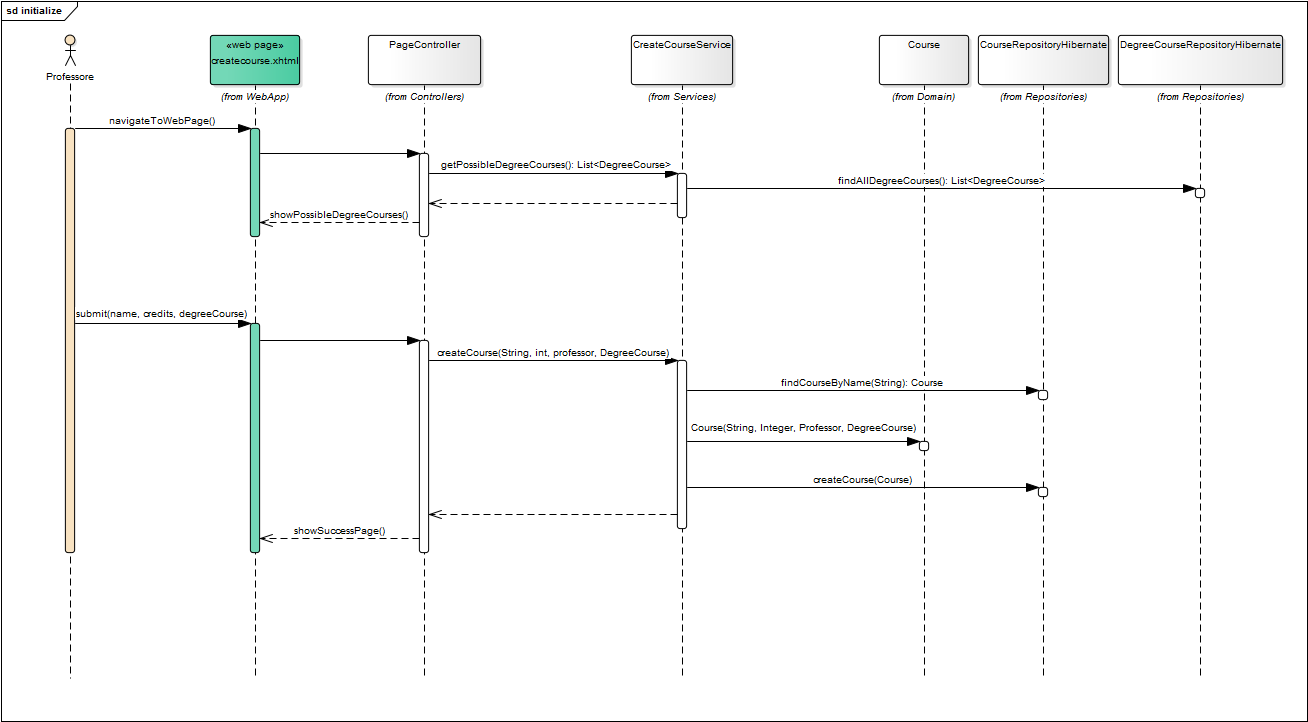 sd initialize
Professore
«web page»
createcourse.xhtml
(from WebApp)
PageController
(from Controllers)
CreateCourseService
(from Services)
Course
(from Domain)
CourseRepositoryHibernate
(from Repositories)
DegreeCourseRepositoryHibernate
(from Repositories)
navigateToWebPage()
getPossibleDegreeCourses(): List<DegreeCourse>
findAllDegreeCourses(): List<DegreeCourse>
showPossibleDegreeCourses()
submit(name, credits, degreeCourse)
createCourse(String, int, professor, DegreeCourse)
findCourseByName(String): Course
Course(String, Integer, Professor, DegreeCourse)
createCourse(Course)
showSuccessPage()